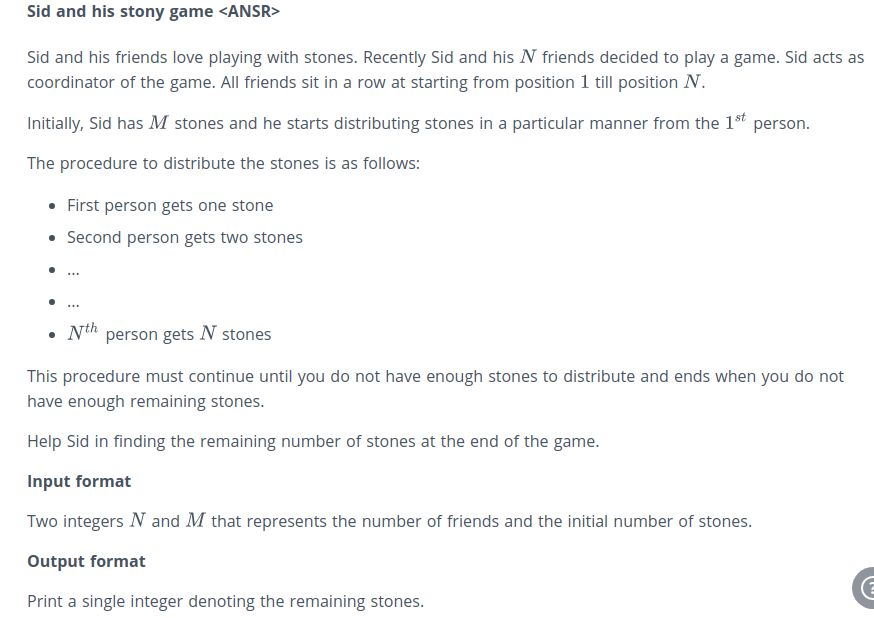 Sid and his stony game <ANSR>
Sid and his friends love playing with stones. Recently Sid and his N friends decided to play a game. Sid acts as
coordinator of the game. All friends sit in a row at starting from position 1 till position N.
Initially, Sid has M stones and he starts distributing stones in a particular manner from the 1st person.
The procedure to distribute the stones is as follows:
• First person gets one stone
• Second person gets two stones
• ...
• ...
• Nth person gets N stones
This procedure must continue until you do not have enough stones to distribute and ends when you do not
have enough remaining stones.
Help Sid in finding the remaining number of stones at the end of the game.
Input format
Two integers N and M that represents the number of friends and the initial number of stones.
Output format
Print a single integer denoting the remaining stones.
?